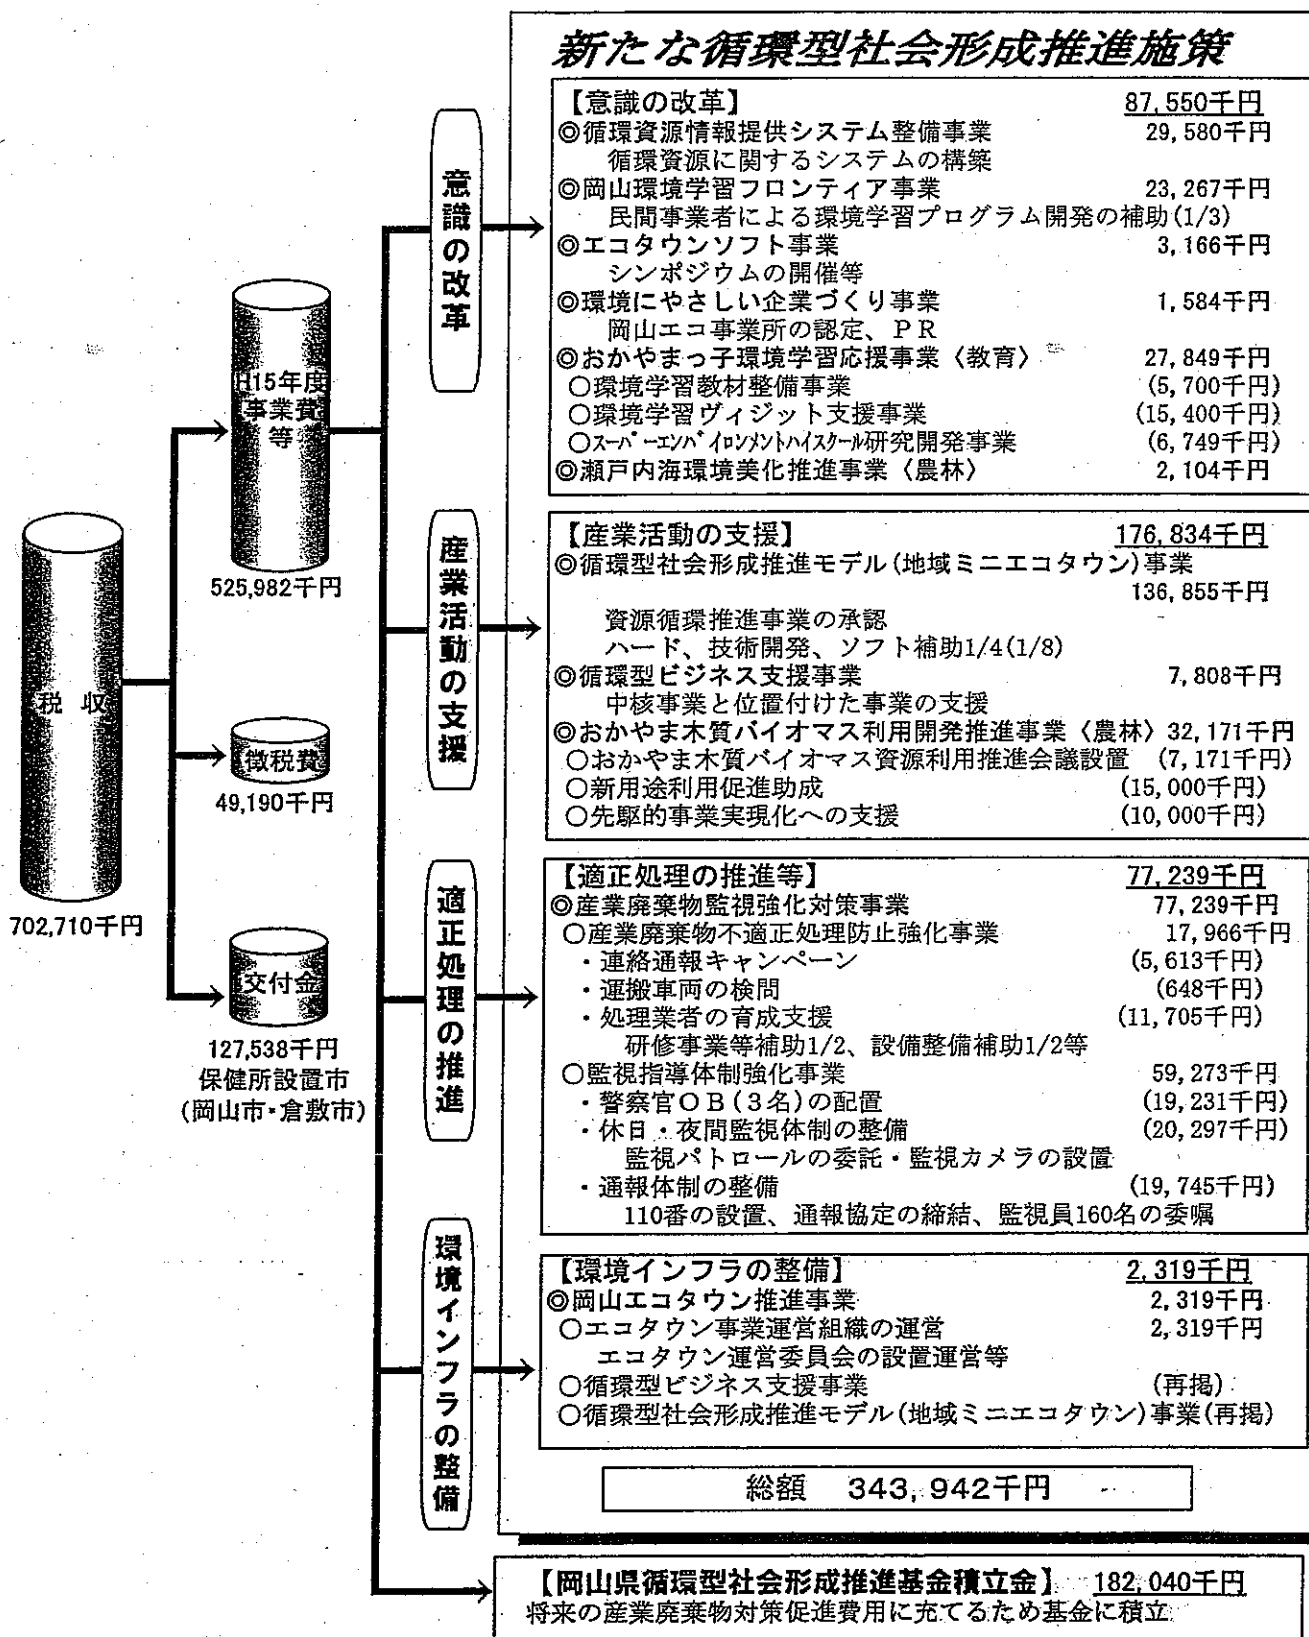 新たな循環型社会形成推進施策
【意識の改革】 87,550千円
◎循環資源情報提供システム整備事業 29,580千円
循環資源に関するシステムの構築
◎岡山環境学習フロンティア事業 23,267千円
民間事業者による環境学習プログラム開発の補助(1/3)
◎エコタウンソフト事業 3,166千円
シンポジウムの開催等
◎環境にやさしい企業づくり事業 1,584千円
岡山エコ事業所の認定、PR
◎おかやまっ子環境学習応援事業〈教育〉 27,849千円
○環境学習教材整備事業 (5,700千円)
○環境学習ヴィジット支援事業 (15,400千円)
○スーパーエンバイロンメントハイスクール研究開発事業 (6,749千円)
◎瀬戸内海環境美化推進事業〈農林〉 2,104千円
【産業活動の支援】 176,834千円
◎循環型社会形成推進モデル(地域ミニエコタウン)事業
136,855千円
資源循環推進事業の承認
ハード、技術開発、ソフト補助1/4(1/8)
◎循環型ビジネス支援事業 7,808千円
中核事業と位置付けた事業の支援
◎おかやま木質バイオマス利用開発推進事業〈農林〉32,171千円
○おかやま木質バイオマス資源利用推進会議設置 (7,171千円)
○新用途利用促進助成 (15,000千円)
○先駆的事業実現化への支援 (10,000千円)
【適正処理の推進等】 77,239千円
◎産業廃棄物監視強化対策事業 77,239千円
○産業廃棄物不適正処理防止強化事業 17,966千円
・連絡通報キャンペーン (5,613千円)
・運搬車両の検問 (648千円)
・処理業者の育成支援 (11,705千円)
研修事業等補助1/2、設備整備補助1/2等
○監視指導体制強化事業 59,273千円
・警察官OB(3名)の配置 (19,231千円)
・休日・夜間監視体制の整備 (20,297千円)
監視パトロールの委託・監視カメラの設置
・通報体制の整備 (19,745千円)
110番の設置、通報協定の締結、監視員160名の委嘱
【環境インフラの整備】 2,319千円
◎岡山エコタウン推進事業 2,319千円
○エコタウン事業運営組織の運営 2,319千円
エコタウン運営委員会の設置運営等
○循環型ビジネス支援事業 (再掲)
○循環型社会形成推進モデル(地域ミニエコタウン)事業(再掲)
総額 343,942千円
【岡山県循環型社会形成推進基金積立金】 182,040千円
将来の産業廃棄物対策促進費用に充てるため基金に積立
意識の改革
産業活動の支援
適正処理の推進
環境インフラの整備
H15年度
事業費
等
525,982千円
徴税費
49,190千円
交付金
127,538千円
保健所設置市
(岡山市・倉敷市)
税収
702,710千円